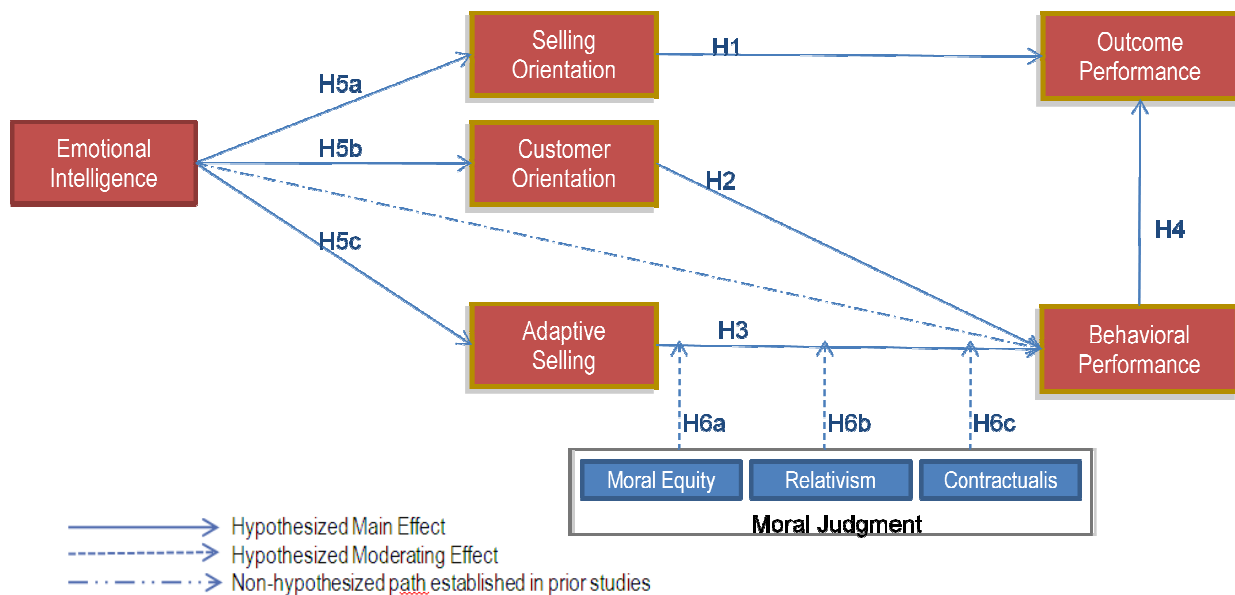 Selling
Orientation
H1
Outcome
Performance
H5a
Emotional
Intelligence
H5b
Customer
Orientation
H2
H5c
H4
Adaptive
Selling
H3
Behavioral
Performance
H6a
H6b
H6c
Moral Equity
Relativism
Contractualis
Moral Judgment
Hypothesized Main Effect
Hypothesized Moderating Effect
Non-hypothesized path established in prior studies